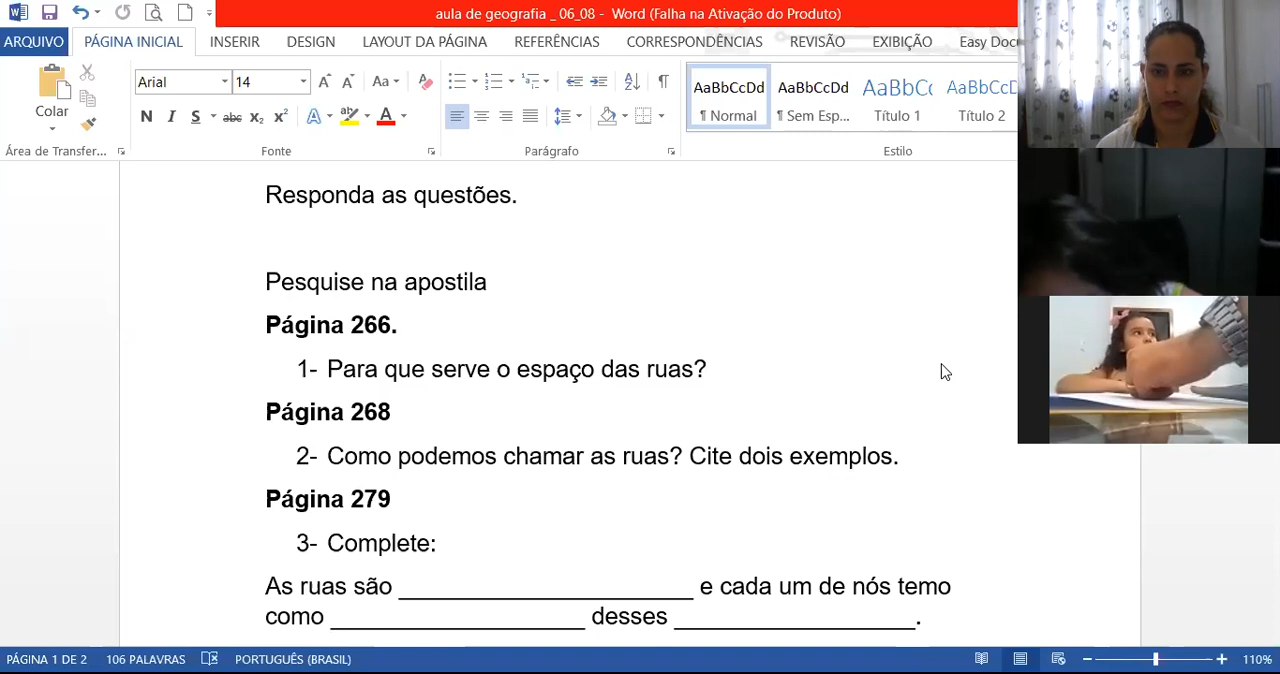 aula de geografia _ 06_08 - Word (Falha na Ativação do Produto)
ARQUIVO PÁGINA INICIAL INSERIR DESIGN LAYOUT DA PÁGINA REFERÊNCIAS CORRESPONDÊNCIAS REVISÃO EXIBIÇÃO Easy Doc
Colar
Arial 14
N I S abc x₂ x² A A
AaBbCcDd AaBbCcDd AaBbC AaBbCcD
¶ Normal ¶ Sem Esp... Título 1 Título 2
Área de Transfer... Fonte Parágrafo Estilo
Responda as questões.
Pesquise na apostila
Página 266.
1- Para que serve o espaço das ruas?
Página 268
2- Como podemos chamar as ruas? Cite dois exemplos.
Página 279
3- Complete:
As ruas são ______________________ e cada um de nós temo
como ___________________ desses __________________.
PÁGINA 1 DE 2 106 PALAVRAS PORTUGUÊS (BRASIL) 110%